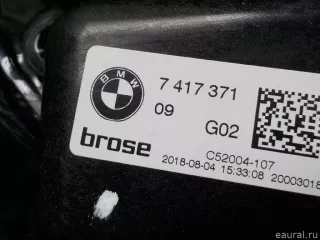 BMW
7 417 371
09
G02
brose
C52004-107
2018-08-04 15:33:08 20003018
eaural.ru